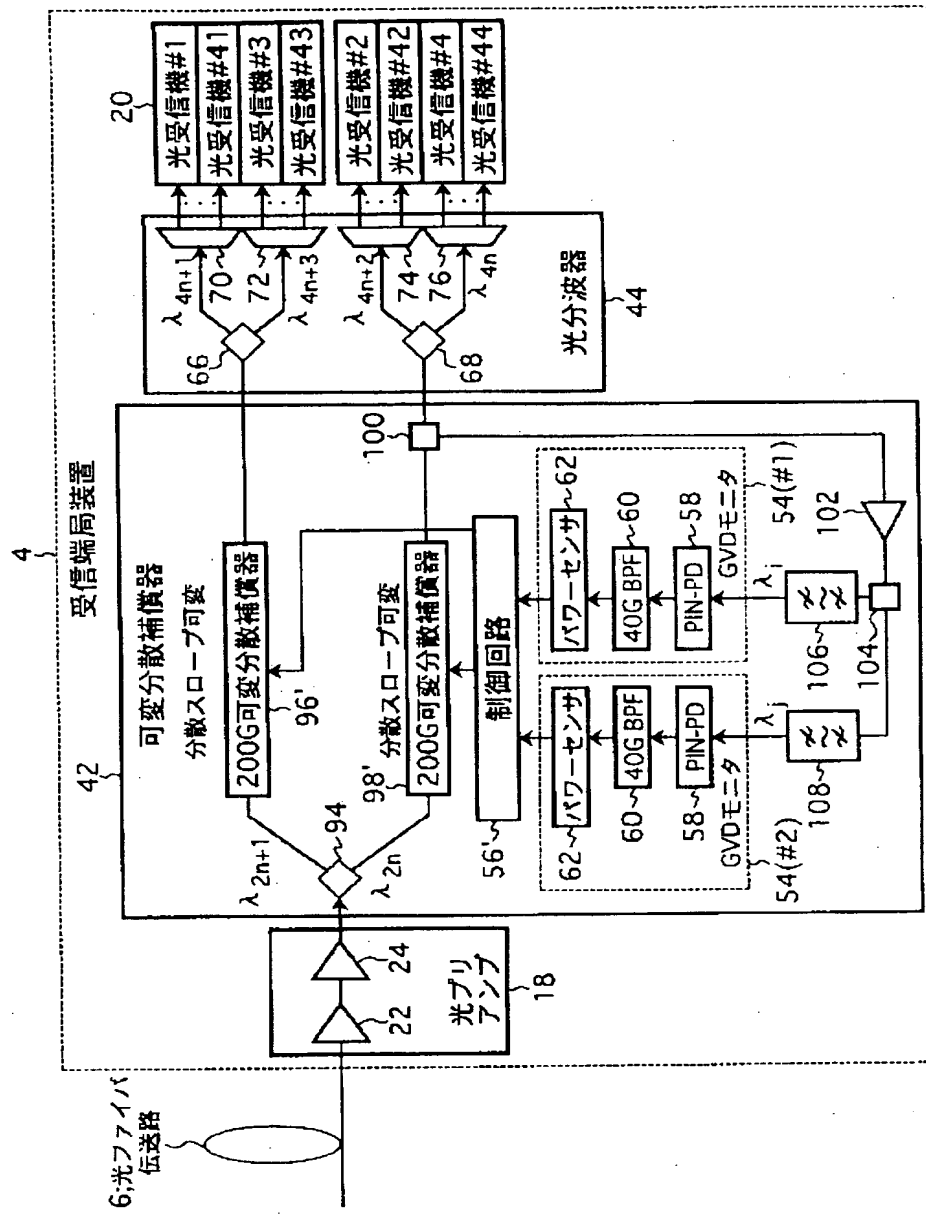 4
受信端局装置
6;光ファイバ
伝送路
22
24
光プリ
アンプ
18
42
可変分散補償器
分散スロープ可変
200G可変分散補償器
96'
λ2n+1
94
λ2n
分散スロープ可変
98'
200G可変分散補償器
制御回路
56'
100
62
パワーセンサ
60
40G BPF
58
PIN-PD
GVDモニタ
54(#2)
λj
108
パワーセンサ
62
40G BPF
60
PIN-PD
58
GVDモニタ
54(#1)
λi
106
104
102
66
λ4n+1
70
72
λ4n+3
68
λ4n+2
74
76
λ4n
光分波器
44
20
光受信機#1
光受信機#41
光受信機#3
光受信機#43
光受信機#2
光受信機#42
光受信機#4
光受信機#44